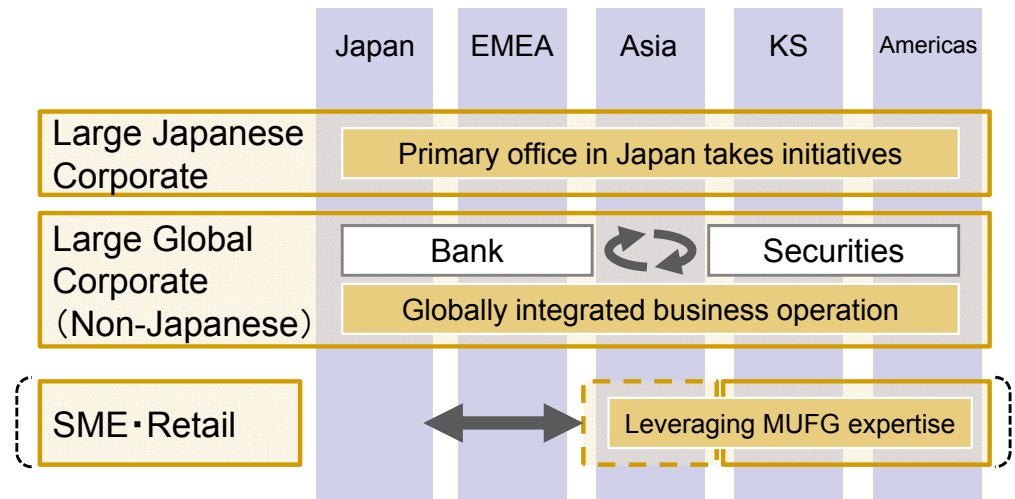 Japan EMEA Asia KS Americas
Large Japanese
Corporate
Primary office in Japan takes initiatives
Large Global
Corporate
（Non-Japanese）
Bank
Securities
Globally integrated business operation
SME・Retail
Leveraging MUFG expertise